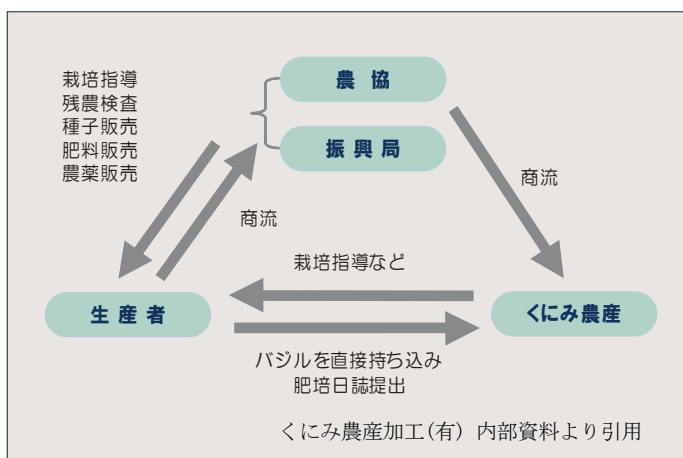 農協
栽培指導
残農検査
種子販売
肥料販売
農薬販売
振興局
商流
商流
栽培指導など
生産者
くにみ農産
バジルを直接持ち込み
肥培日誌提出
くにみ農産加工(有) 内部資料より引用